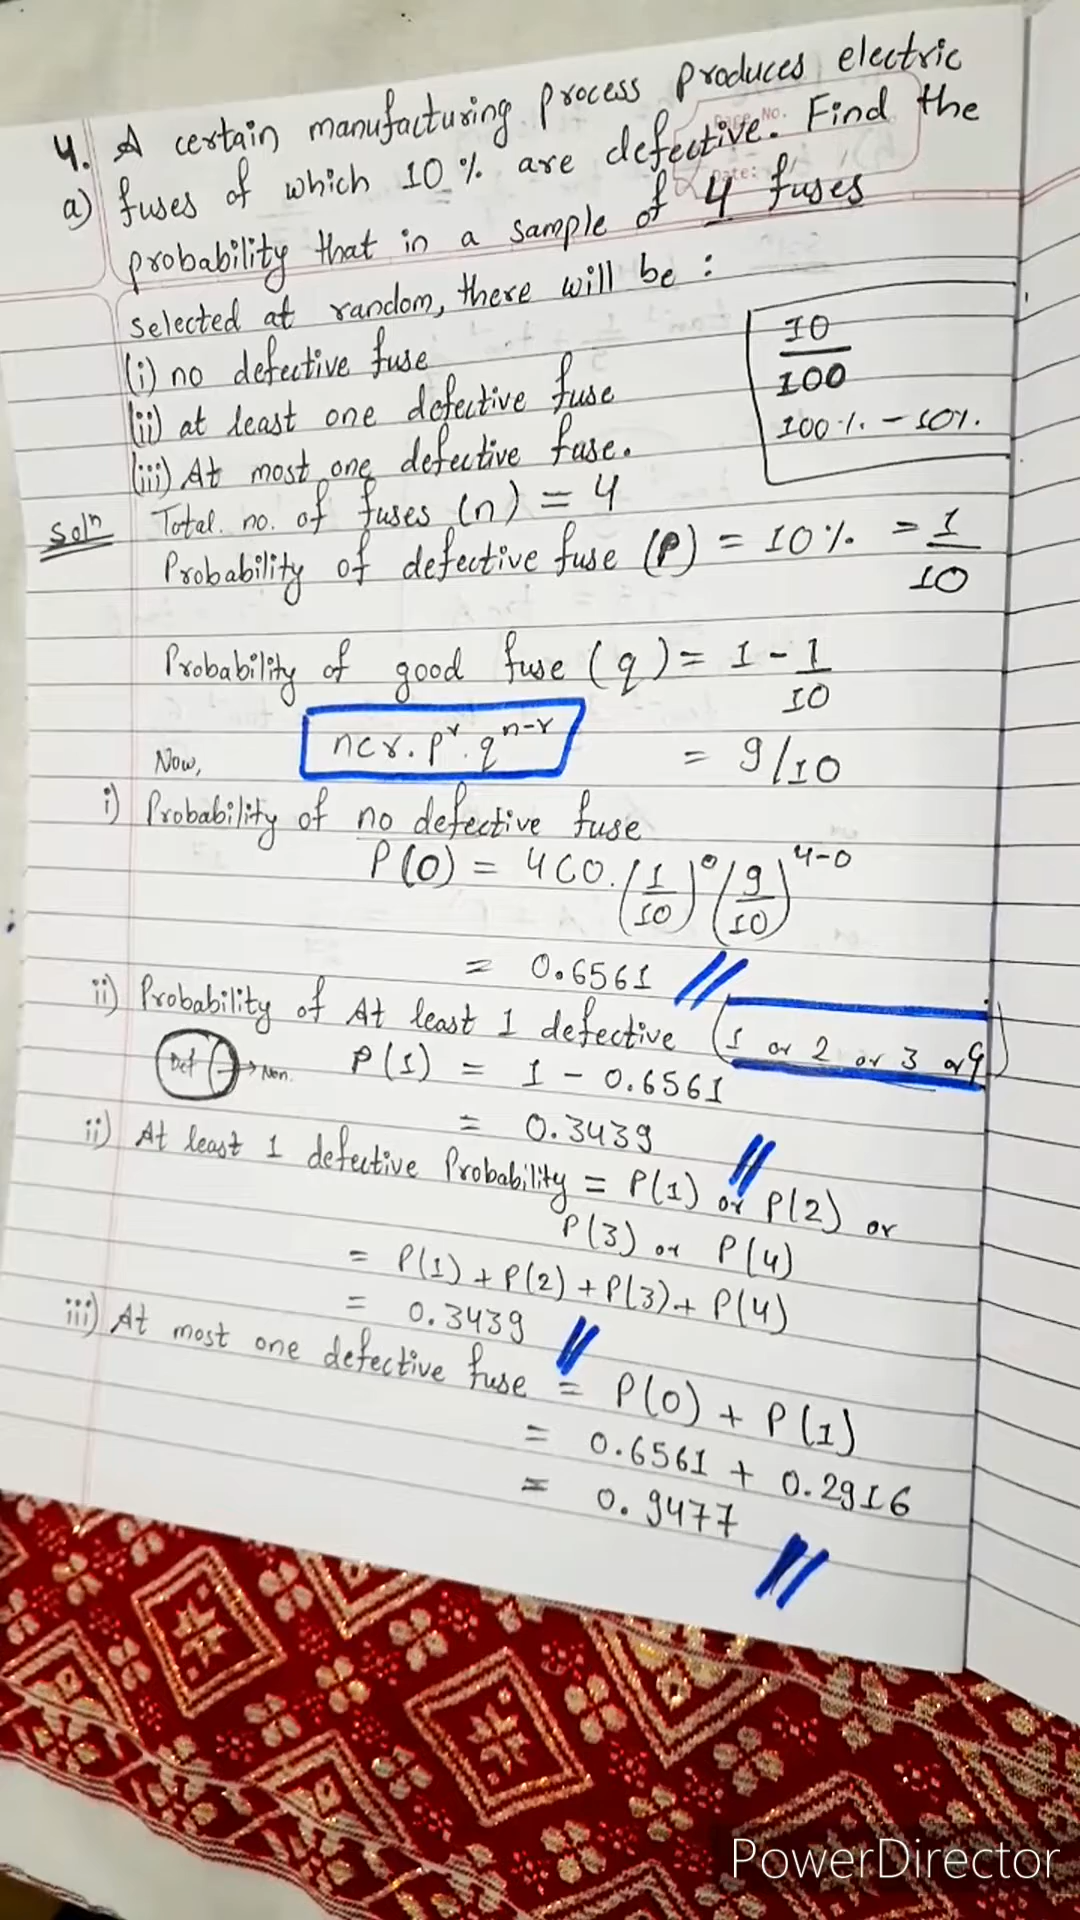 4. A certain manufacturing process produces electric
a) fuses of which 10 % are defective. Find the
probability that in a sample of 4 fuses
selected at random, there will be :
(i) no defective fuse
(ii) at least one defective fuse
(iii) At most one defective fuse.
10
100
100 % - 10%.
Page No.
Date:
Solⁿ Total. no. of fuses (n) = 4
Probability of defective fuse (P) = 10 % = 1/10
Probability of good fuse (q) = 1 - 1/10
ncr. pʳ. qⁿ⁻ʳ = 9/10
Now,
i) Probability of no defective fuse
P(0) = 4C0. (1/10)⁰ (9/10)⁴⁻⁰
= 0.6561 //
ii) Probability of At least 1 defective (1 or 2 or 3 or 4)
Def → Non. P(1) = 1 - 0.6561
= 0.3439 //
ii) At least 1 defective Probability = P(1) or P(2) or
P(3) or P(4)
= P(1) + P(2) + P(3) + P(4)
= 0.3439 //
iii) At most one defective fuse = P(0) + P(1)
= 0.6561 + 0.2916
= 0.9477 //
PowerDirector